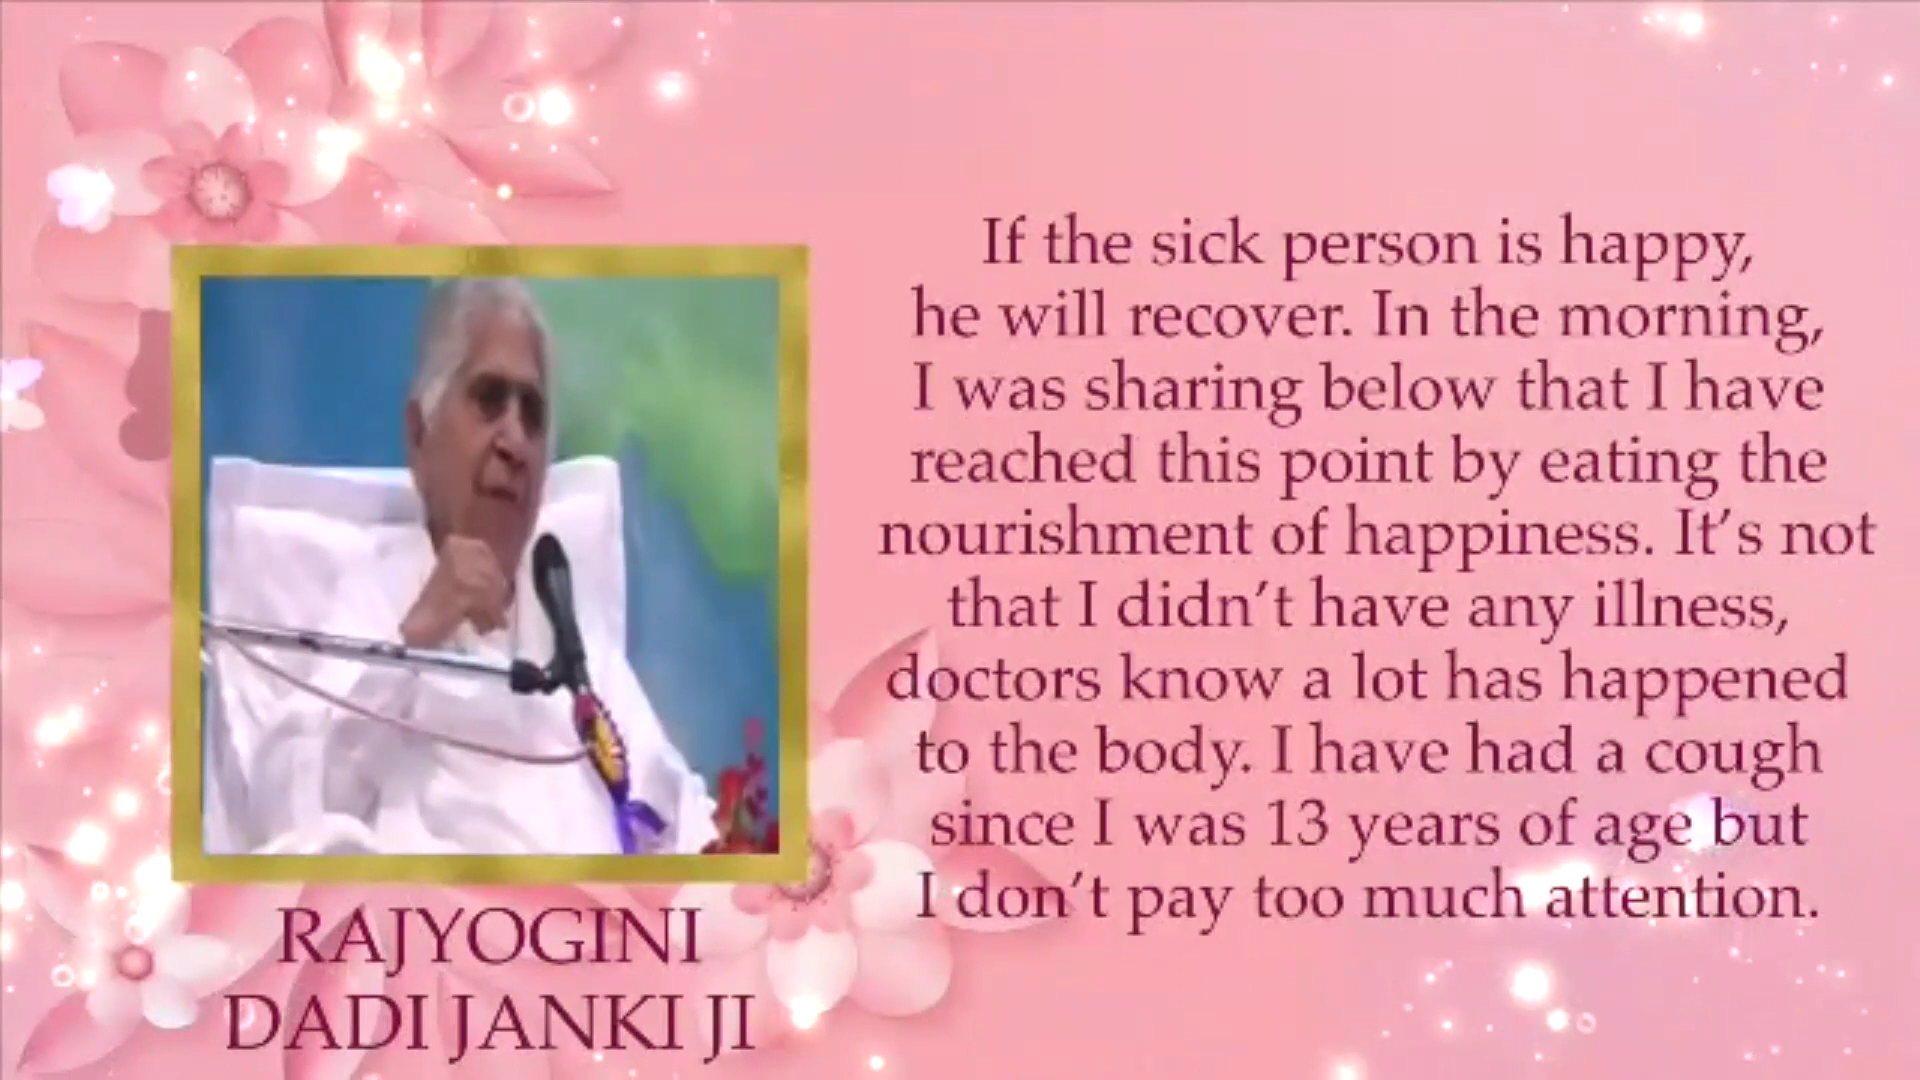 If the sick person is happy,
he will recover. In the morning,
I was sharing below that I have
reached this point by eating the
nourishment of happiness. It’s not
that I didn’t have any illness,
doctors know a lot has happened
to the body. I have had a cough
since I was 13 years of age but
I don’t pay too much attention.
RAJYOGINI
DADI JANKI JI